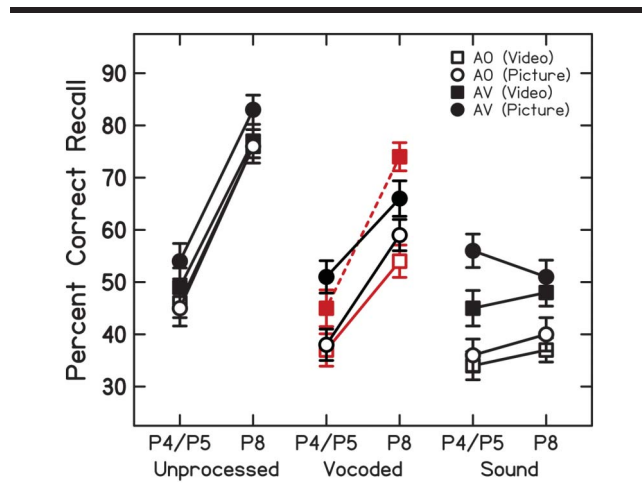 AO (Video)
AO (Picture)
AV (Video)
AV (Picture)
Percent Correct Recall
90
80
70
60
50
40
30
P4/P5 P8 P4/P5 P8 P4/P5 P8
Unprocessed Vocoded Sound